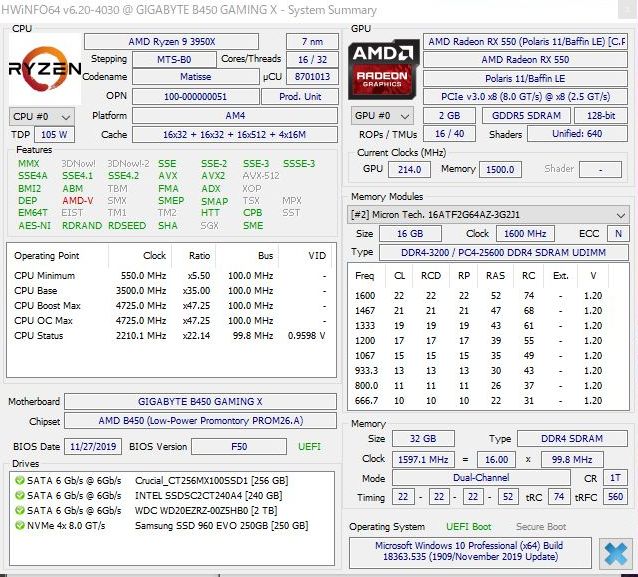 HWiNFO64 v6.20-4030 @ GIGABYTE B450 GAMING X - System Summary
CPU
RYZEN
AMD Ryzen 9 3950X 7 nm
Stepping MTS-B0 Cores/Threads 16 / 32
Codename Matisse µCU 8701013
OPN 100-000000051 Prod. Unit
CPU #0 Platform AM4
TDP 105 W Cache 16x32 + 16x32 + 16x512 + 4x16M
Features
MMX 3DNow! 3DNow!-2 SSE SSE-2 SSE-3 SSSE-3
SSE4A SSE4.1 SSE4.2 AVX AVX2 AVX-512
BMI2 ABM TBM FMA ADX XOP
DEP AMD-V SMX SMEP SMAP TSX MPX
EM64T EIST TM1 TM2 HTT CPB SST
AES-NI RDRAND RDSEED SHA SGX SME
Operating Point Clock Ratio Bus VID
CPU Minimum 550.0 MHz x5.50 100.0 MHz -
CPU Base 3500.0 MHz x35.00 100.0 MHz -
CPU Boost Max 4725.0 MHz x47.25 100.0 MHz -
CPU OC Max 4725.0 MHz x47.25 100.0 MHz -
CPU Status 2210.1 MHz x22.14 99.8 MHz 0.9598 V
Motherboard GIGABYTE B450 GAMING X
Chipset AMD B450 (Low-Power Promontory PROM26.A)
BIOS Date 11/27/2019 BIOS Version F50 UEFI
Drives
SATA 6 Gb/s @ 6Gb/s Crucial_CT256MX100SSD1 [256 GB]
SATA 6 Gb/s @ 6Gb/s INTEL SSDSC2CT240A4 [240 GB]
SATA 6 Gb/s @ 6Gb/s WDC WD20EZRZ-00Z5HB0 [2 TB]
NVMe 4x 8.0 GT/s Samsung SSD 960 EVO 250GB [250 GB]
GPU
AMD
RADEON
GRAPHICS
AMD Radeon RX 550 (Polaris 11/Baffin LE) [C.P
AMD Radeon RX 550
Polaris 11/Baffin LE
PCIe v3.0 x8 (8.0 GT/s) @ x8 (2.5 GT/s)
GPU #0 2 GB GDDR5 SDRAM 128-bit
ROPs / TMUs 16 / 40 Shaders Unified: 640
Current Clocks (MHz)
GPU 214.0 Memory 1500.0 Shader -
Memory Modules
[#2] Micron Tech. 16ATF2G64AZ-3G2J1
Size 16 GB Clock 1600 MHz ECC N
Type DDR4-3200 / PC4-25600 DDR4 SDRAM UDIMM
Freq CL RCD RP RAS RC Ext. V
1600 22 22 22 52 74 - 1.20
1467 21 21 21 47 68 - 1.20
1333 19 19 19 43 61 - 1.20
1200 17 17 17 39 55 - 1.20
1067 15 15 15 35 49 - 1.20
933.3 13 13 13 30 43 - 1.20
800.0 11 11 11 26 37 - 1.20
666.7 10 10 10 22 31 - 1.20
Memory
Size 32 GB Type DDR4 SDRAM
Clock 1597.1 MHz = 16.00 x 99.8 MHz
Mode Dual-Channel CR 1T
Timing 22 - 22 - 22 - 52 tRC 74 tRFC 560
Operating System UEFI Boot Secure Boot
Microsoft Windows 10 Professional (x64) Build
18363.535 (1909/November 2019 Update)